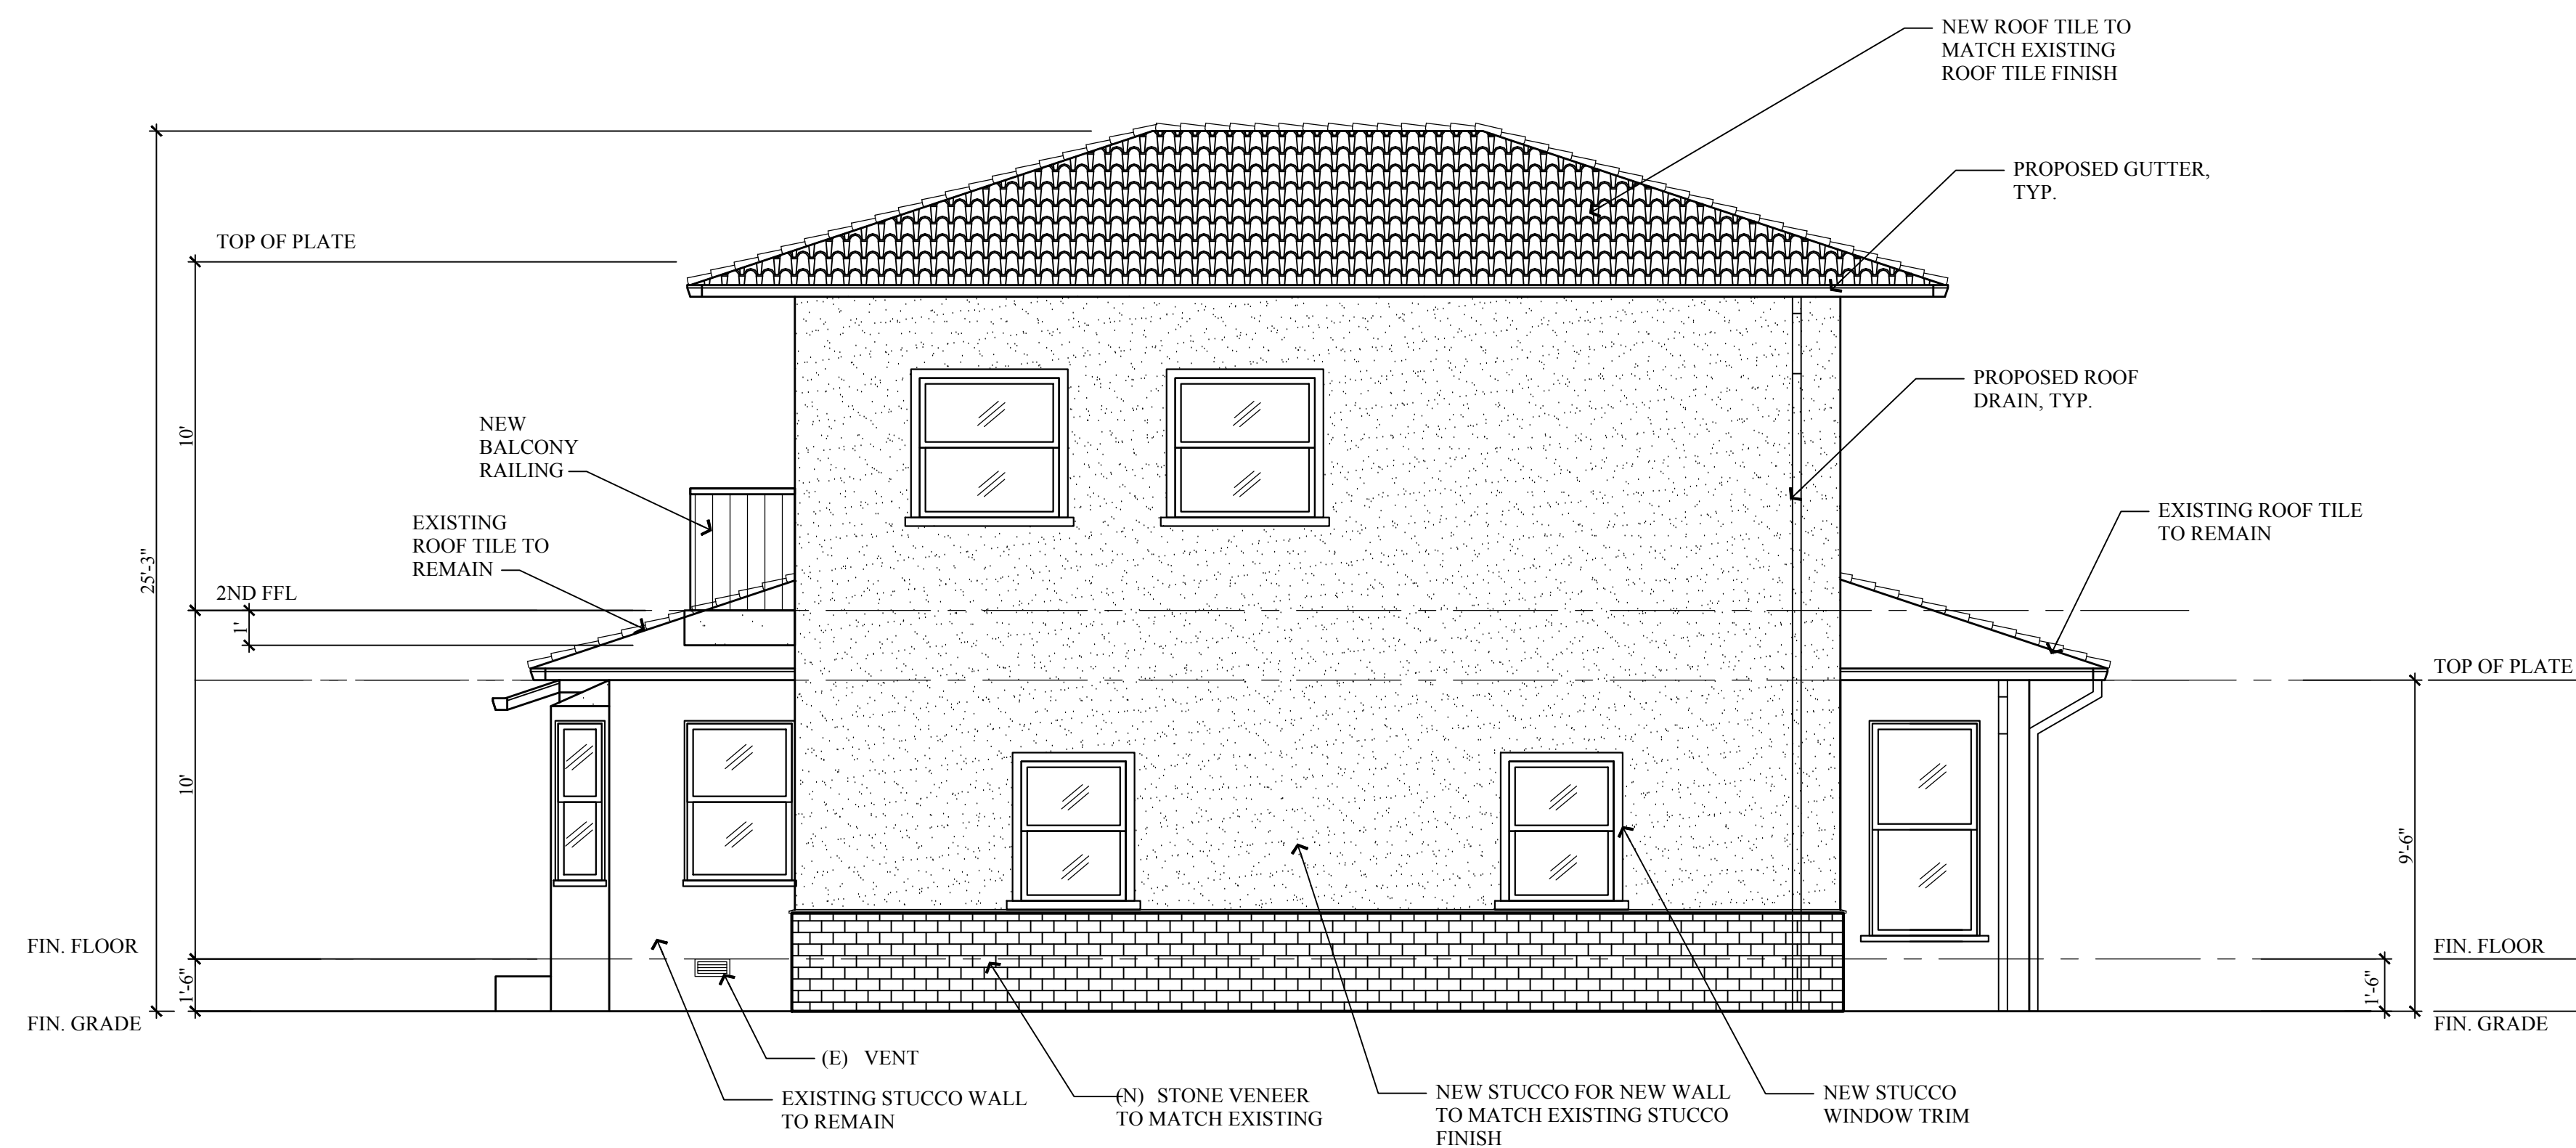 NEW ROOF TILE TO
MATCH EXISTING
ROOF TILE FINISH
PROPOSED GUTTER,
TYP.
TOP OF PLATE
PROPOSED ROOF
DRAIN, TYP.
NEW
BALCONY
RAILING
10'
EXISTING
ROOF TILE TO
REMAIN
EXISTING ROOF TILE
TO REMAIN
25'-3"
2ND FFL
1'
TOP OF PLATE
10'
9'-6"
FIN. FLOOR
FIN. FLOOR
1'-6"
1'-6"
FIN. GRADE
FIN. GRADE
(E) VENT
EXISTING STUCCO WALL
TO REMAIN
(N) STONE VENEER
TO MATCH EXISTING
NEW STUCCO FOR NEW WALL
TO MATCH EXISTING STUCCO
FINISH
NEW STUCCO
WINDOW TRIM